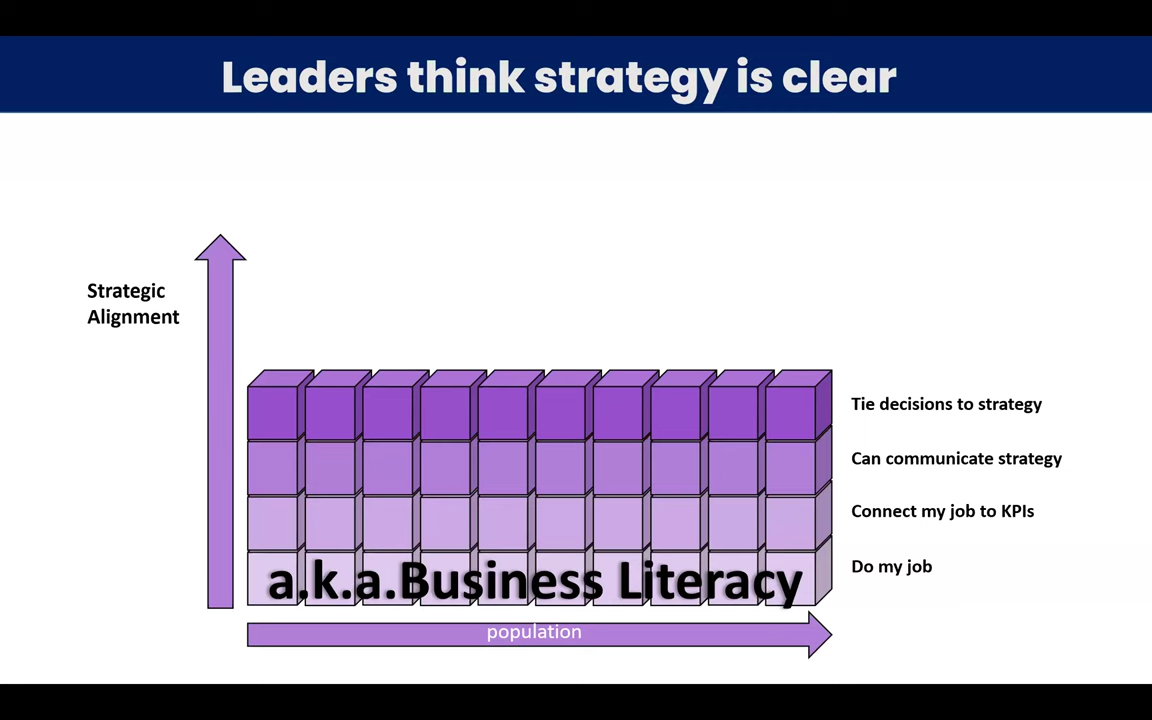 Leaders think strategy is clear
Strategic
Alignment
Tie decisions to strategy
Can communicate strategy
Connect my job to KPIs
Do my job
a.k.a.Business Literacy
population